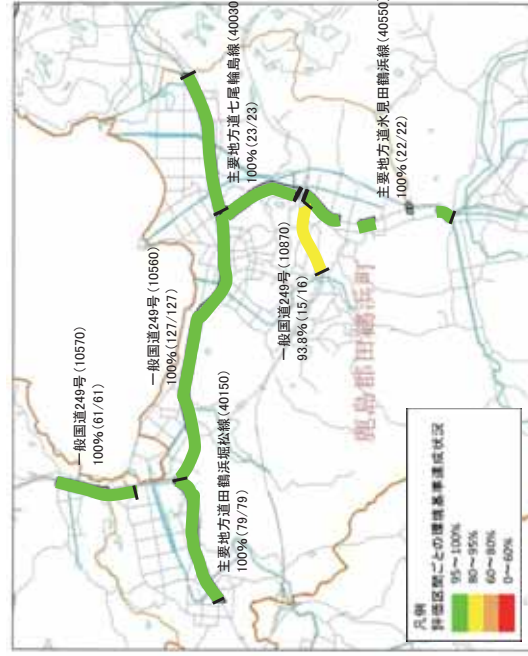 一般国道249号(10570)
100%(61/61)
一般国道249号(10560)
100%(127/127)
主要地方道七尾輪島線(40030
100%(23/23)
主要地方道田鶴浜堀松線(40150)
100%(79/79)
一般国道249号(10870)
93.8%(15/16)
主要地方道氷見田鶴浜線(40550)
100%(22/22)
鹿島郡田鶴浜町
凡例
評価区間ごとの環境基準達成状況
95～100%
80～95%
60～80%
0～60%